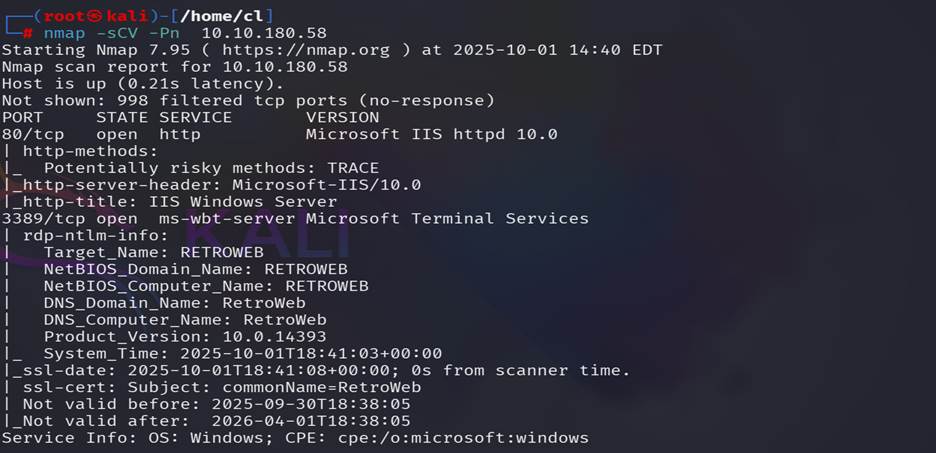 ┌──(root㉿kali)-[/home/cl]
└─# nmap -sCV -Pn  10.10.180.58
Starting Nmap 7.95 ( https://nmap.org ) at 2025-10-01 14:40 EDT
Nmap scan report for 10.10.180.58
Host is up (0.21s latency).
Not shown: 998 filtered tcp ports (no-response)
PORT     STATE SERVICE       VERSION
80/tcp   open  http          Microsoft IIS httpd 10.0
| http-methods:
|_  Potentially risky methods: TRACE
|_http-server-header: Microsoft-IIS/10.0
|_http-title: IIS Windows Server
3389/tcp open  ms-wbt-server Microsoft Terminal Services
| rdp-ntlm-info:
|   Target_Name: RETROWEB
|   NetBIOS_Domain_Name: RETROWEB
|   NetBIOS_Computer_Name: RETROWEB
|   DNS_Domain_Name: RetroWeb
|   DNS_Computer_Name: RetroWeb
|   Product_Version: 10.0.14393
|_  System_Time: 2025-10-01T18:41:03+00:00
|_ssl-date: 2025-10-01T18:41:08+00:00; 0s from scanner time.
| ssl-cert: Subject: commonName=RetroWeb
| Not valid before: 2025-09-30T18:38:05
|_Not valid after:  2026-04-01T18:38:05
Service Info: OS: Windows; CPE: cpe:/o:microsoft:windows
KALI